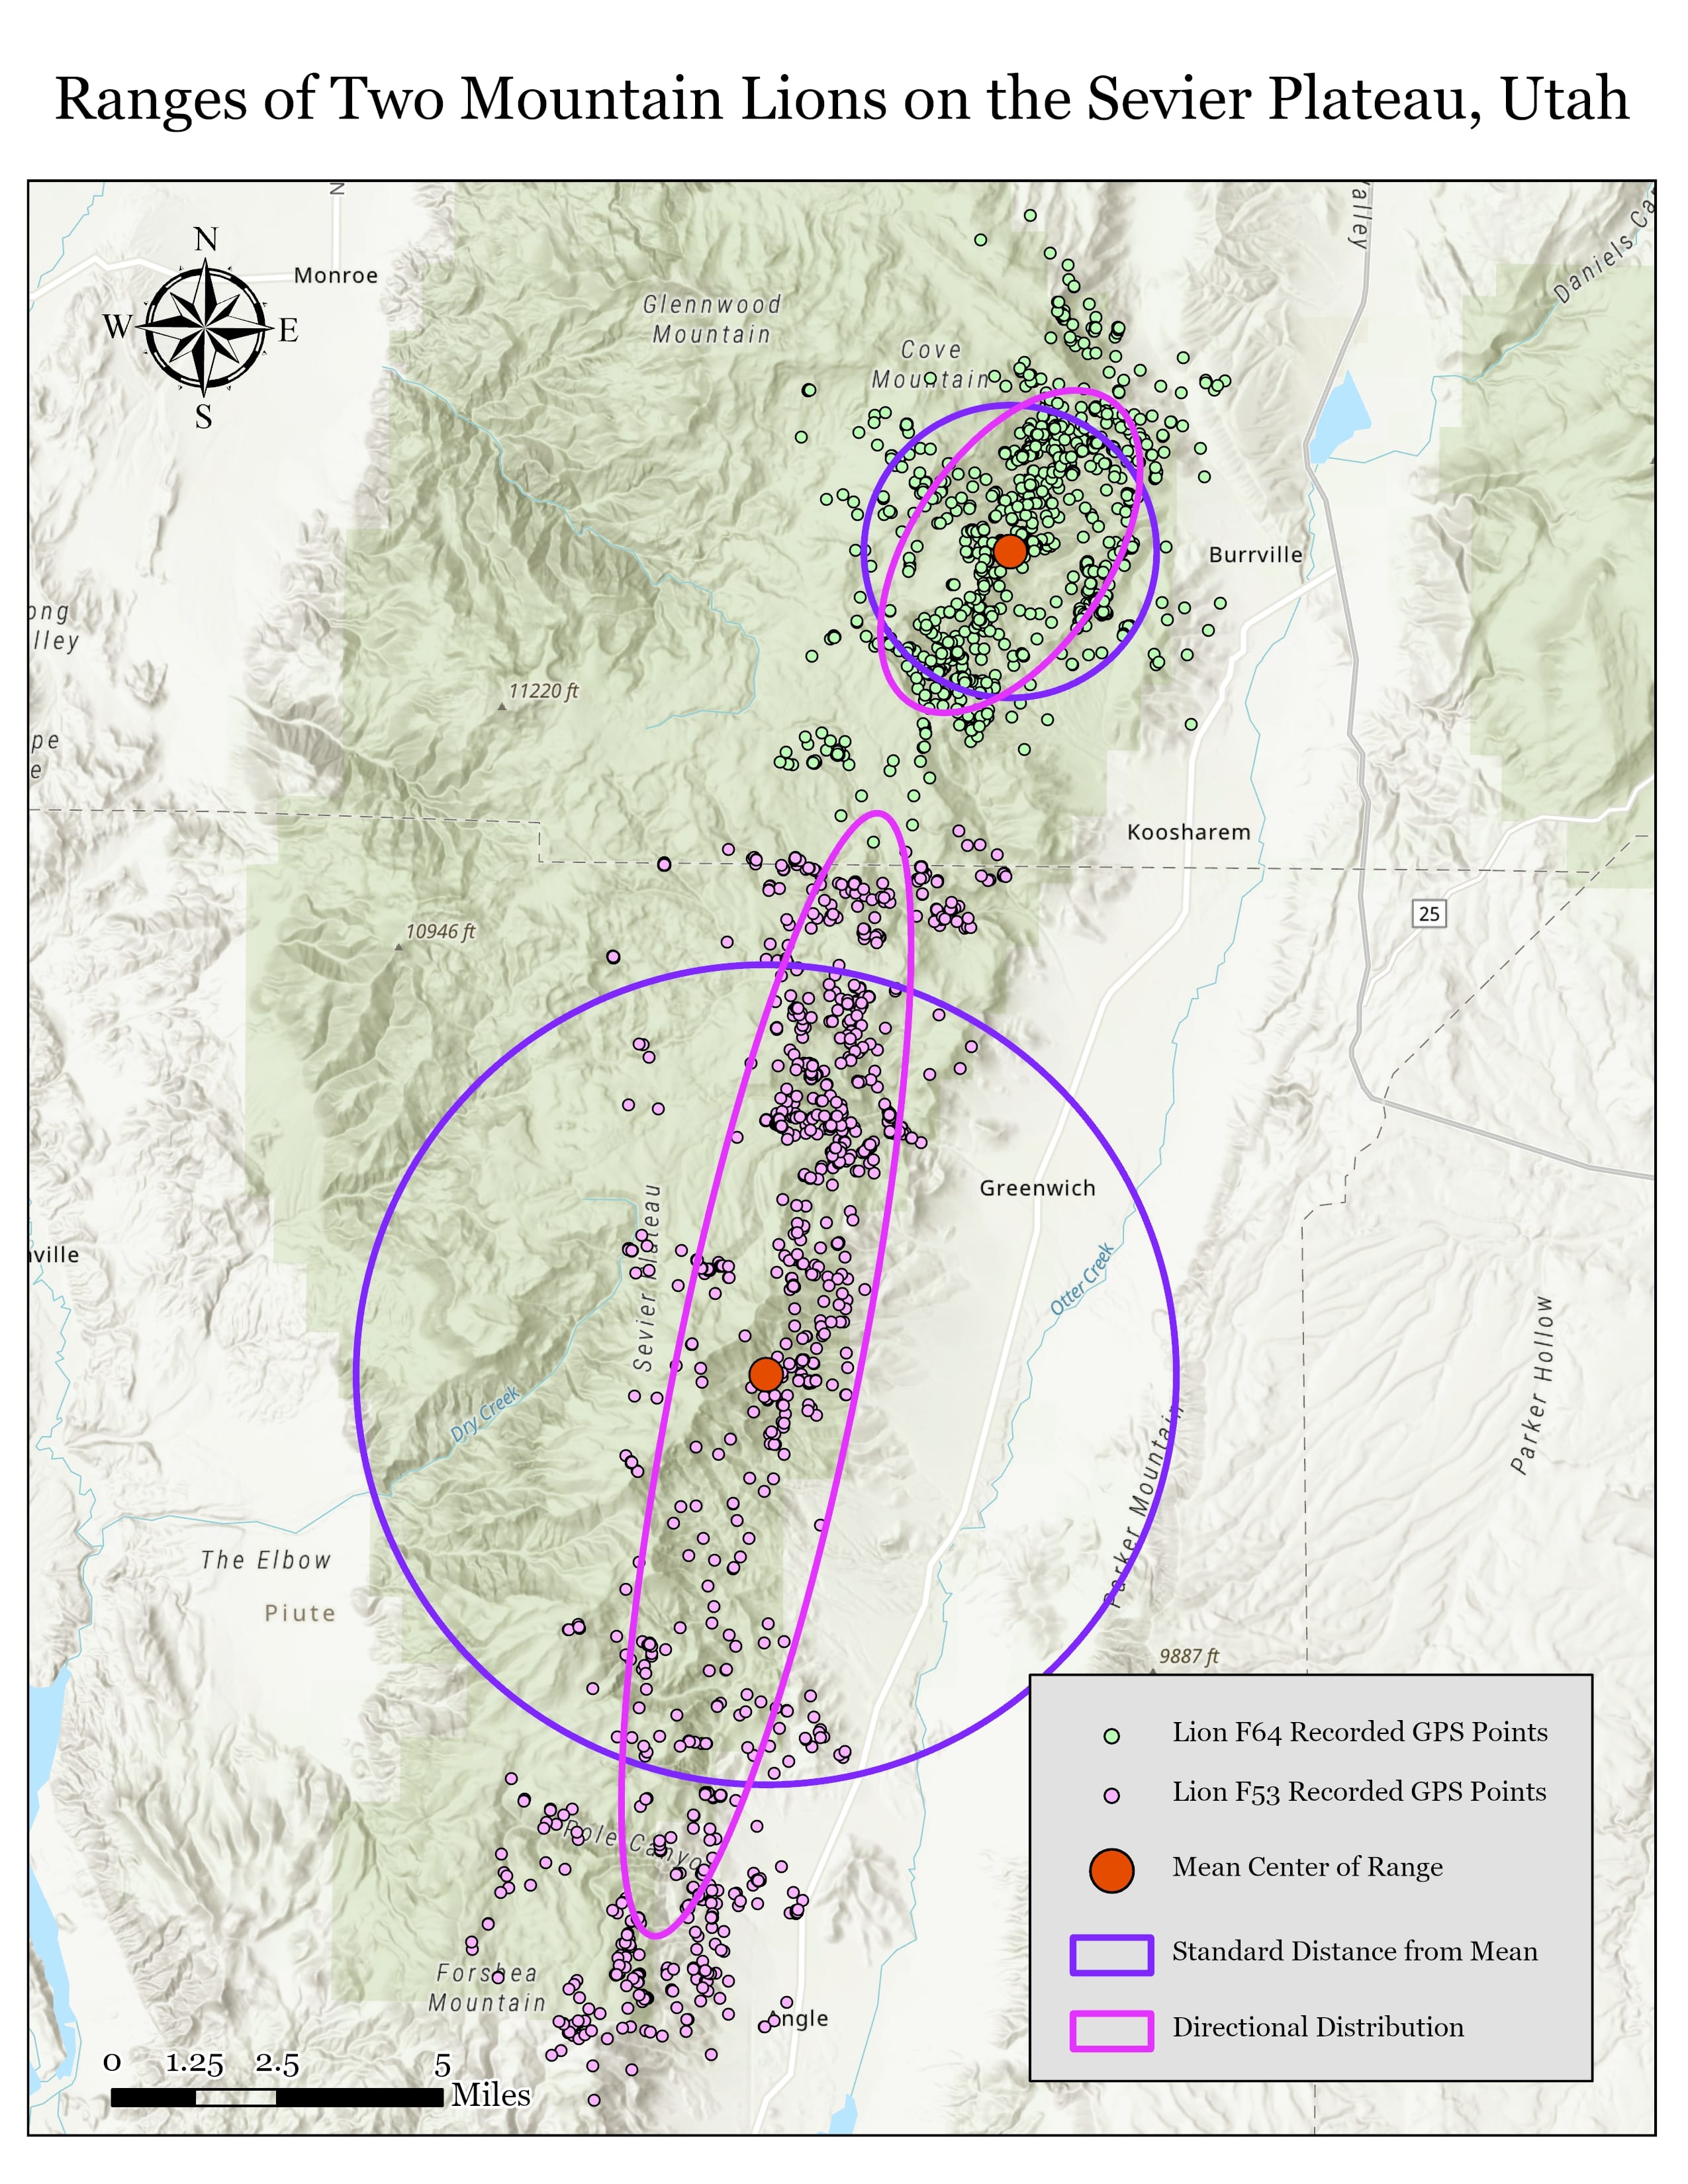 Ranges of Two Mountain Lions on the Sevier Plateau, Utah
N
N
W
E
S
Monroe
Glennwood
Mountain
Cove
Mountain
alley
Daniels Ca
Burrville
ong
lley
11220 ft
pe
e
Koosharem
25
10946 ft
Greenwich
Sevier Plateau
Otter Creek
ville
Dry Creek
Parker Hollow
Parker Mountain
The Elbow
Piute
9887 ft
Pole Canyo
Forshea
Mountain
Angle
0 1.25 2.5 5
Miles
Lion F64 Recorded GPS Points
Lion F53 Recorded GPS Points
Mean Center of Range
Standard Distance from Mean
Directional Distribution